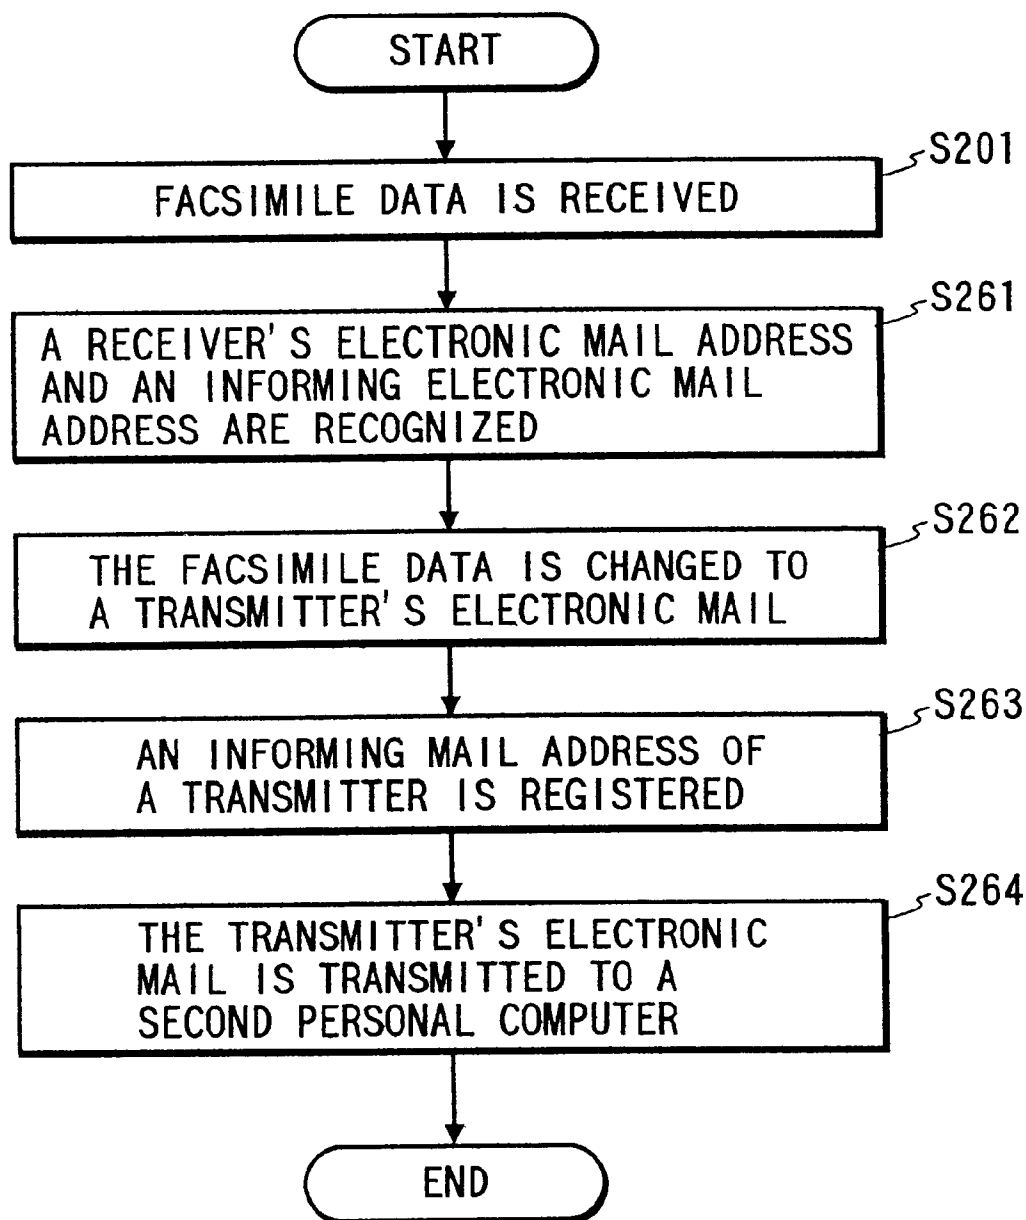 START
S201
FACSIMILE DATA IS RECEIVED
S261
A RECEIVER'S ELECTRONIC MAIL ADDRESS
AND AN INFORMING ELECTRONIC MAIL
ADDRESS ARE RECOGNIZED
S262
THE FACSIMILE DATA IS CHANGED TO
A TRANSMITTER'S ELECTRONIC MAIL
S263
AN INFORMING MAIL ADDRESS OF
A TRANSMITTER IS REGISTERED
S264
THE TRANSMITTER'S ELECTRONIC
MAIL IS TRANSMITTED TO A
SECOND PERSONAL COMPUTER
END